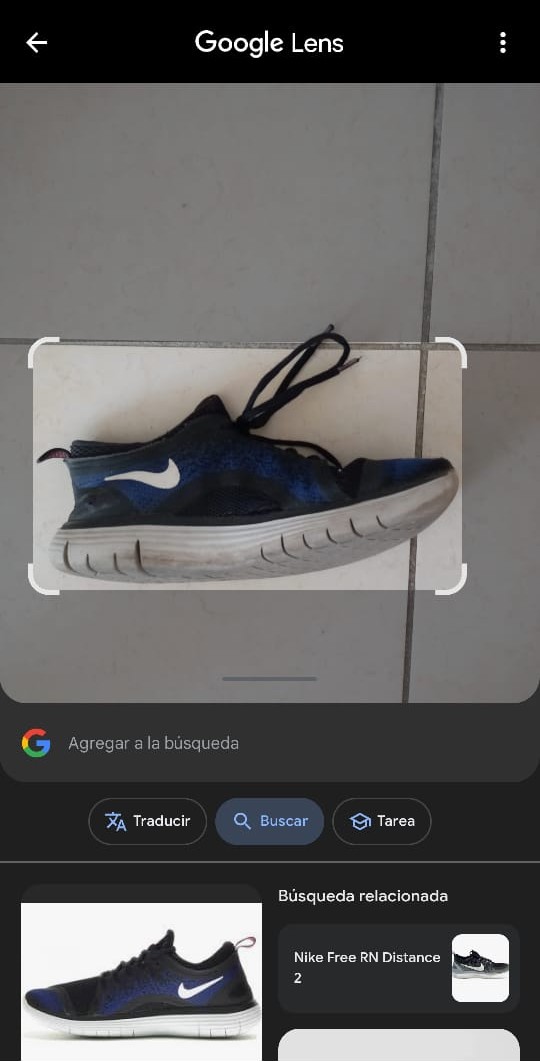 Google Lens
Agregar a la búsqueda
Traducir
Buscar
Tarea
Búsqueda relacionada
Nike Free RN Distance
2